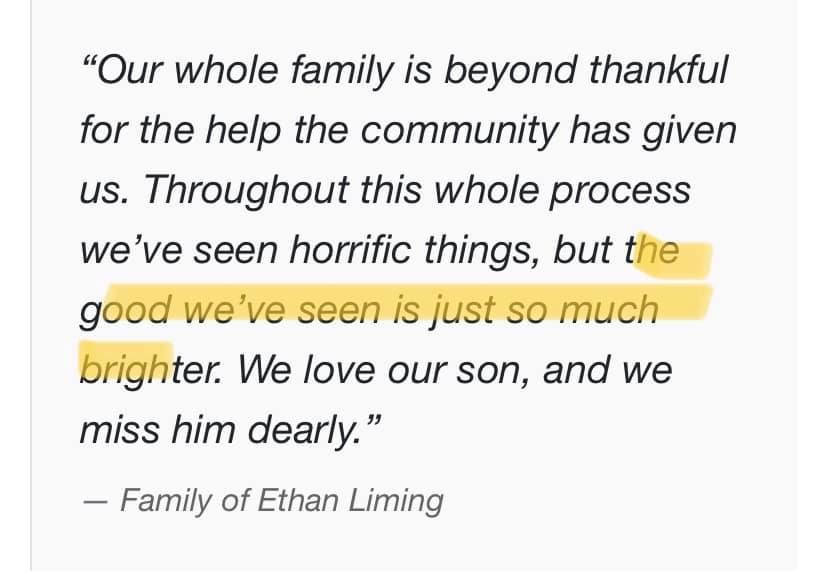 “Our whole family is beyond thankful
for the help the community has given
us. Throughout this whole process
we’ve seen horrific things, but the
good we’ve seen is just so much
brighter. We love our son, and we
miss him dearly.”
— Family of Ethan Liming